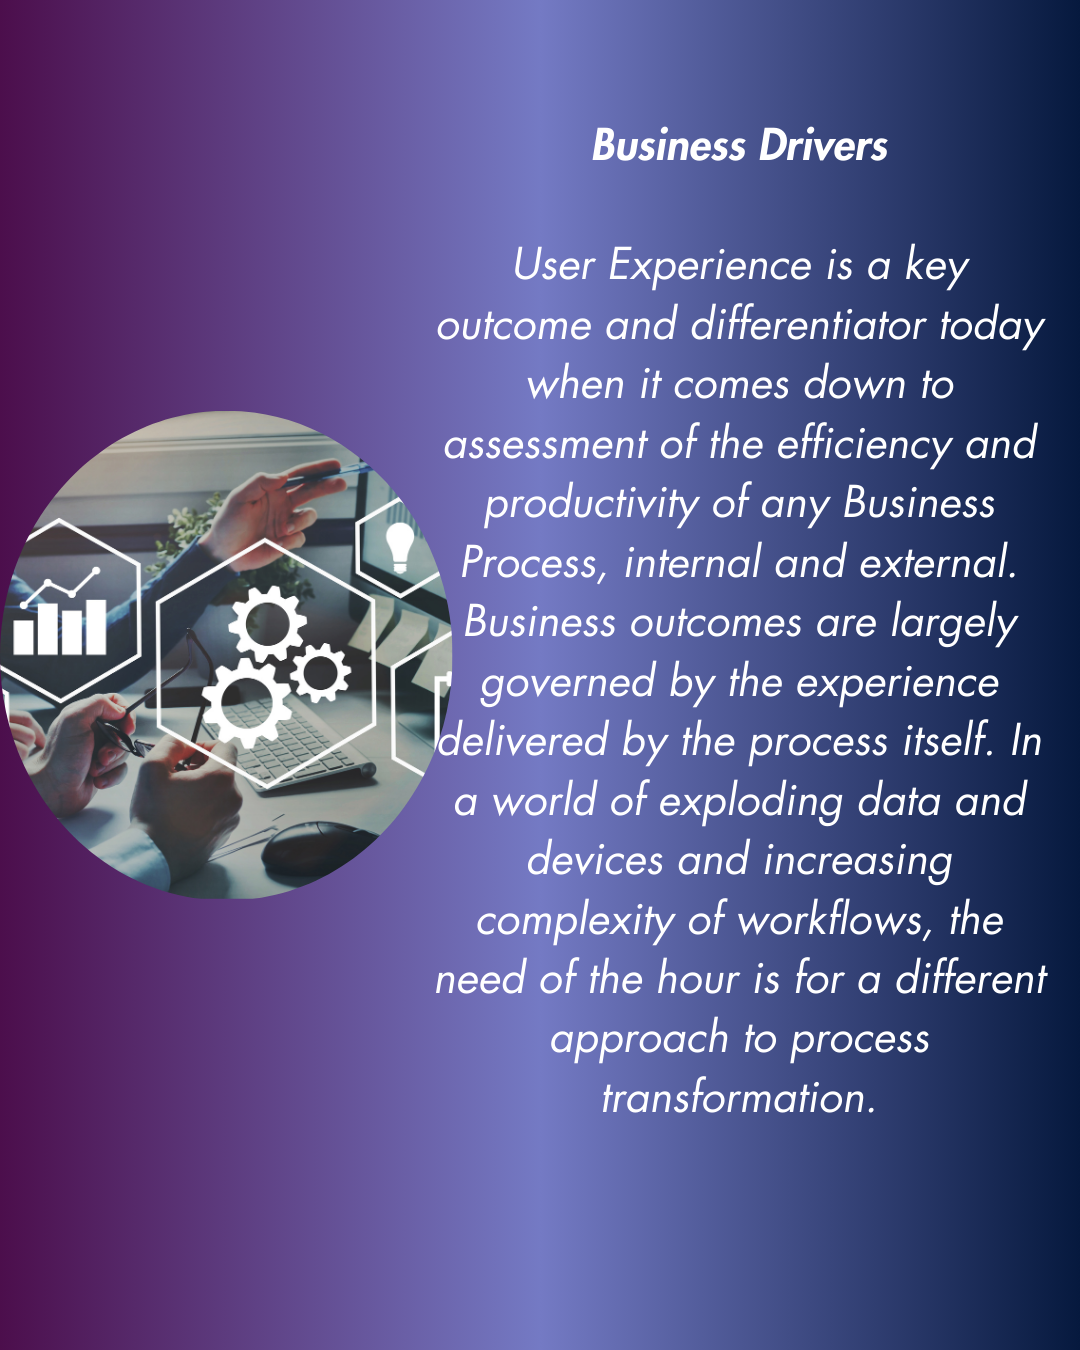 Business Drivers
User Experience is a key
outcome and differentiator today
when it comes down to
assessment of the efficiency and
productivity of any Business
Process, internal and external.
Business outcomes are largely
governed by the experience
delivered by the process itself. In
a world of exploding data and
devices and increasing
complexity of workflows, the
need of the hour is for a different
approach to process
transformation.